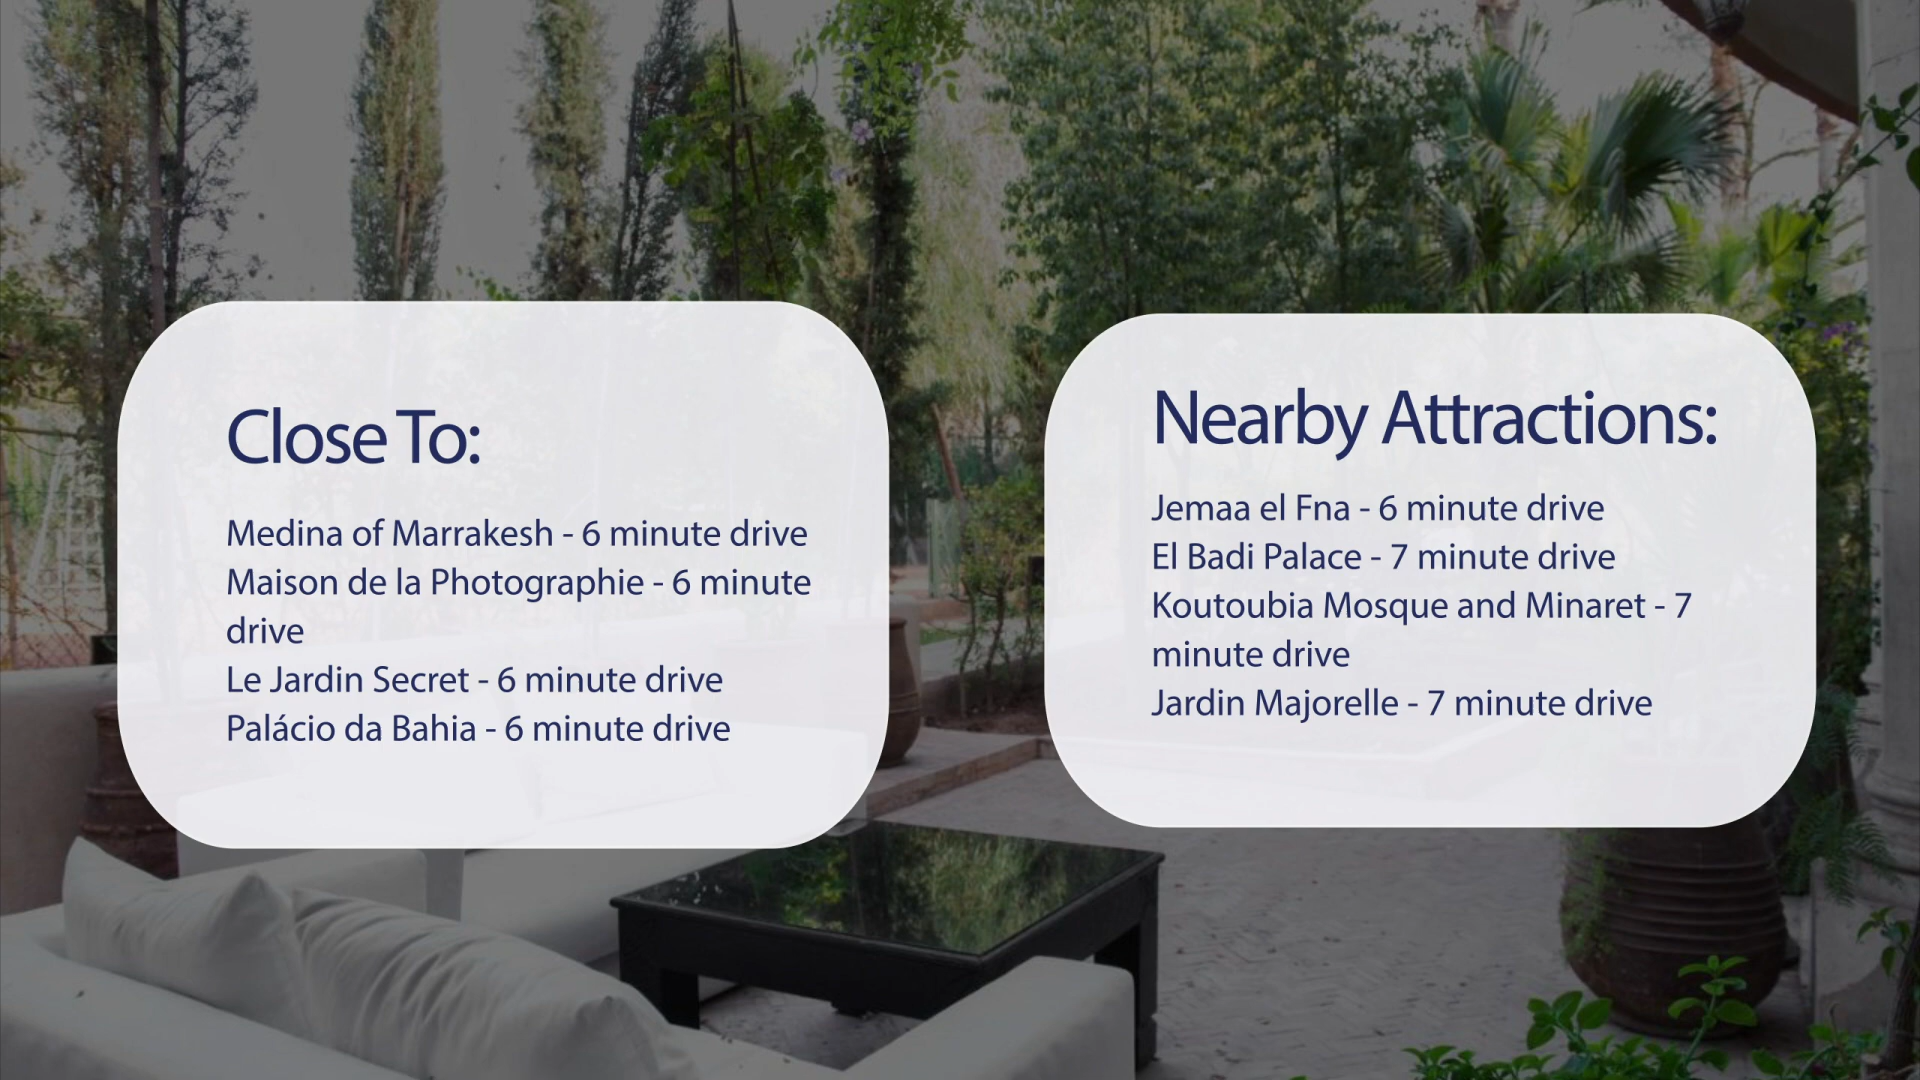 Close To:
Medina of Marrakesh - 6 minute drive
Maison de la Photographie - 6 minute
drive
Le Jardin Secret - 6 minute drive
Palácio da Bahia - 6 minute drive
Nearby Attractions:
Jemaa el Fna - 6 minute drive
El Badi Palace - 7 minute drive
Koutoubia Mosque and Minaret - 7
minute drive
Jardin Majorelle - 7 minute drive